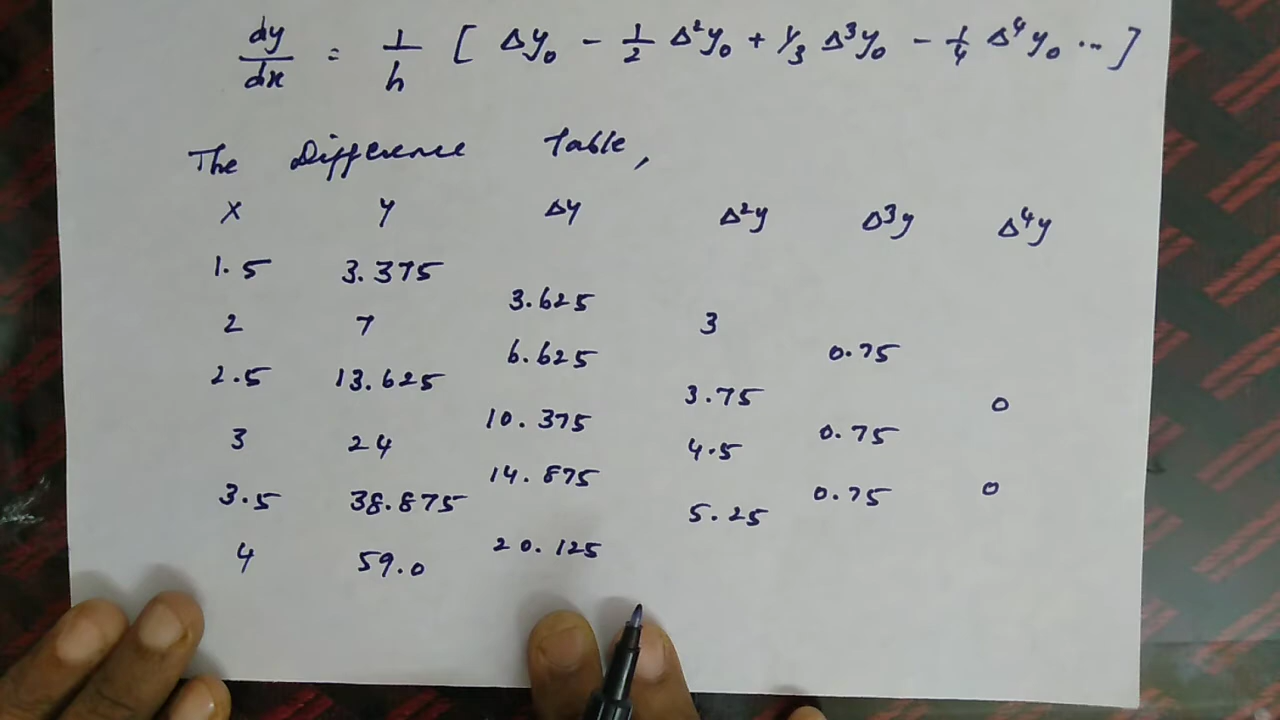 dy/dx = 1/h [ Δy₀ - 1/2 Δ²y₀ + 1/3 Δ³y₀ - 1/4 Δ⁴y₀ ... ]
The Difference Table,
x y Δy Δ²y Δ³y Δ⁴y
1.5 3.375
3.625
2 7 3
6.625 0.75
2.5 13.625
3.75 0
10.375
3 24 4.5 0.75
14.875
3.5 38.875 5.25 0.75 0
20.125
4 59.0